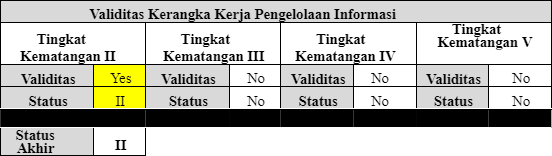 Validitas Kerangka Kerja Pengelolaan Informasi
Tingkat Kematangan II Tingkat Kematangan III Tingkat Kematangan IV Tingkat Kematangan V
Validitas Yes Validitas No Validitas No Validitas No
Status II Status No Status No Status No
Status Akhir II